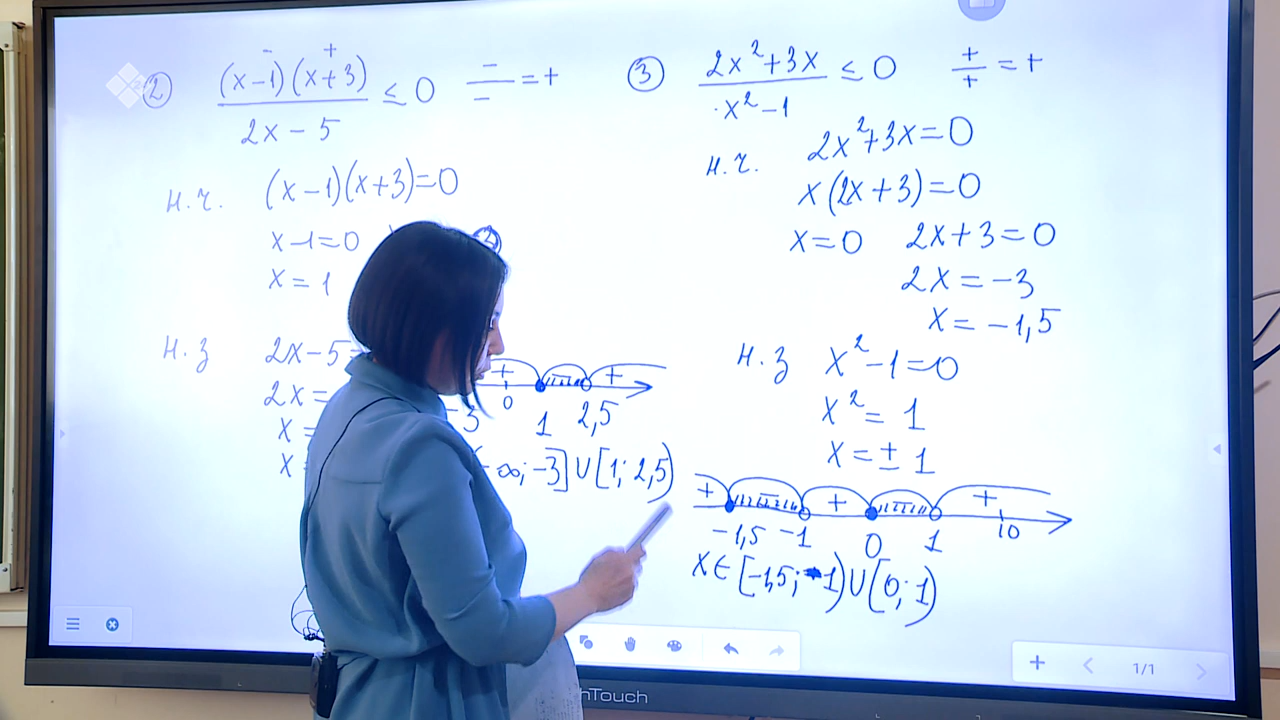 ② (x-1)(x+3)/(2x-5) ≤ 0
- +
-/- = +
н.ч. (x-1)(x+3)=0
x-1=0
x=1
н.з 2x-5
2x=
x=
x
+ +
0 1 2,5
∞;-3]∪[1; 2,5)
③ (2x²+3x)/(x²-1) ≤ 0
+/+ = +
н.ч. 2x²+3x=0
x(2x+3)=0
x=0 2x+3=0
2x=-3
x=-1,5
н.з x²-1=0
x²=1
x=±1
+ - + - +
-1,5 -1 0 1 10
x∈[-1,5;-1)∪[0;1)
1/1
hTouch